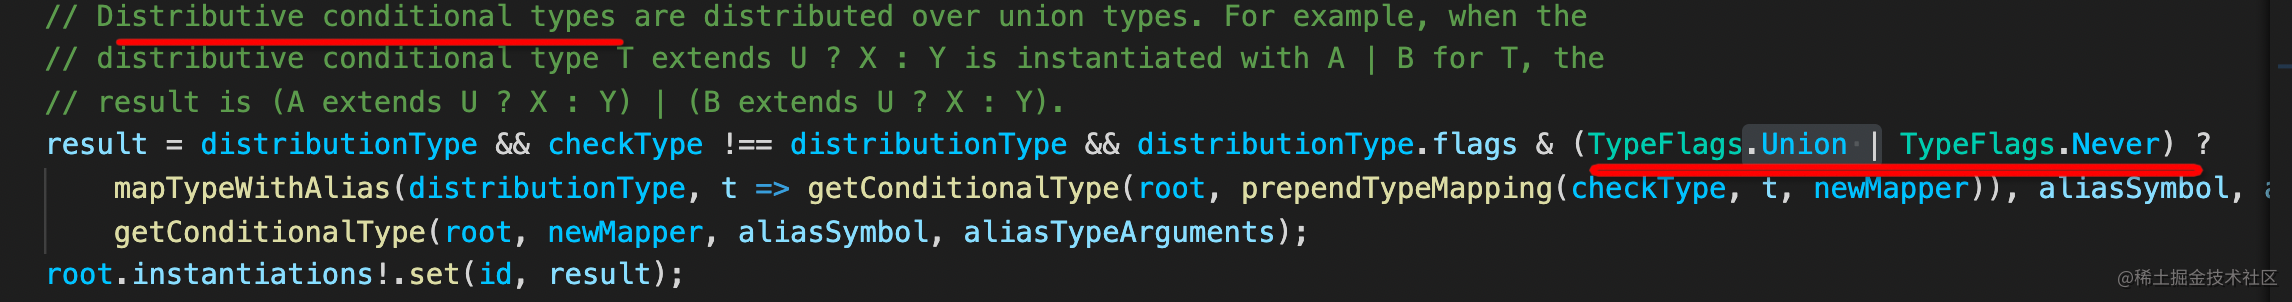 // Distributive conditional types are distributed over union types. For example, when the
// distributive conditional type T extends U ? X : Y is instantiated with A | B for T, the
// result is (A extends U ? X : Y) | (B extends U ? X : Y).
result = distributionType && checkType !== distributionType && distributionType.flags & (TypeFlags.Union | TypeFlags.Never) ?
mapTypeWithAlias(distributionType, t => getConditionalType(root, prependTypeMapping(checkType, t, newMapper)), aliasSymbol,
getConditionalType(root, newMapper, aliasSymbol, aliasTypeArguments);
root.instantiations!.set(id, result);
@稀土掘金技术社区